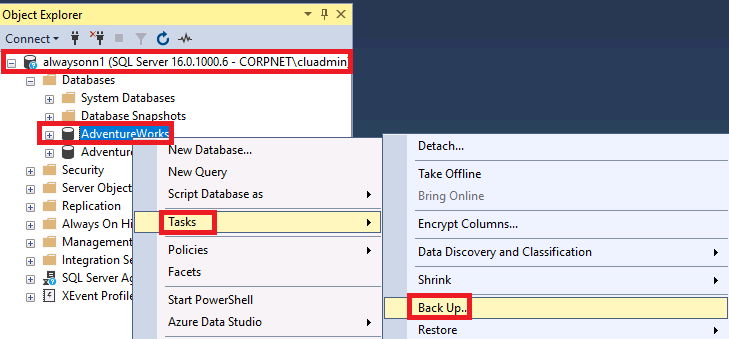 Object Explorer
Connect
alwaysonn1 (SQL Server 16.0.1000.6 - CORPNET\cluadmin)
Databases
System Databases
Database Snapshots
AdventureWorks
Adventure
Security
Server Objec
Replication
Always On Hi
Management
Integration Se
SQL Server Ag
XEvent Profile
New Database...
New Query
Script Database as
Tasks
Policies
Facets
Start PowerShell
Azure Data Studio
Detach...
Take Offline
Bring Online
Encrypt Columns...
Data Discovery and Classification
Shrink
Back Up...
Restore